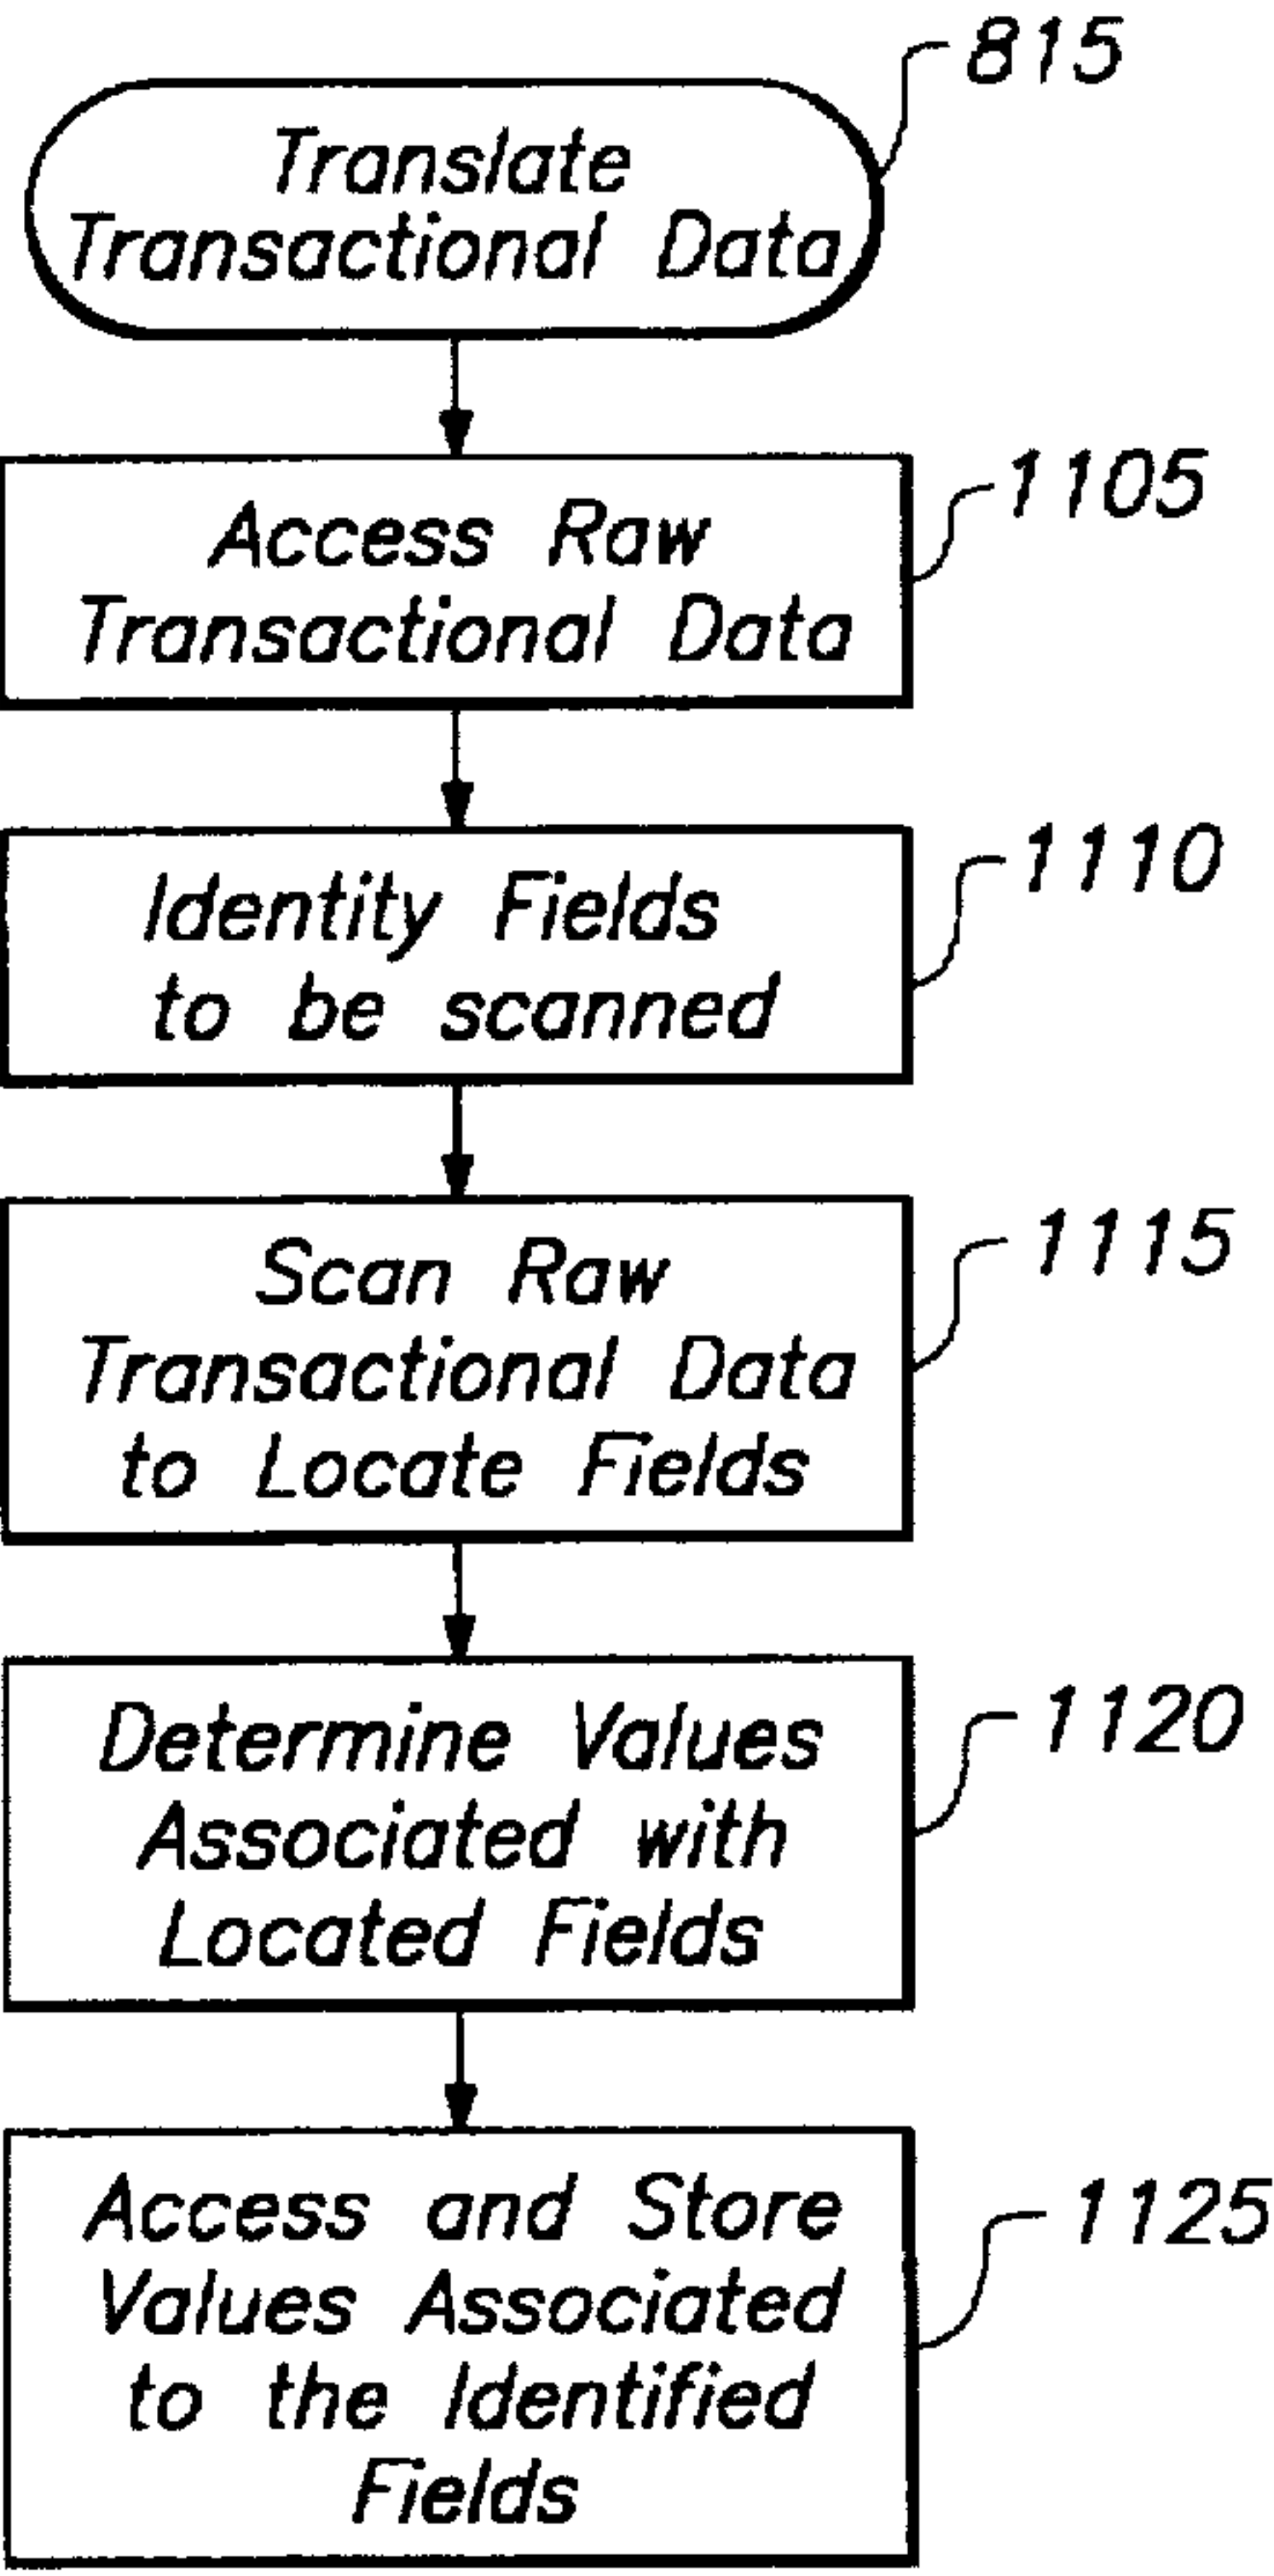 815
Translate
Transactional Data
1105
Access Raw
Transactional Data
1110
Identity Fields
to be scanned
1115
Scan Raw
Transactional Data
to Locate Fields
1120
Determine Values
Associated with
Located Fields
1125
Access and Store
Values Associated
to the Identified
Fields